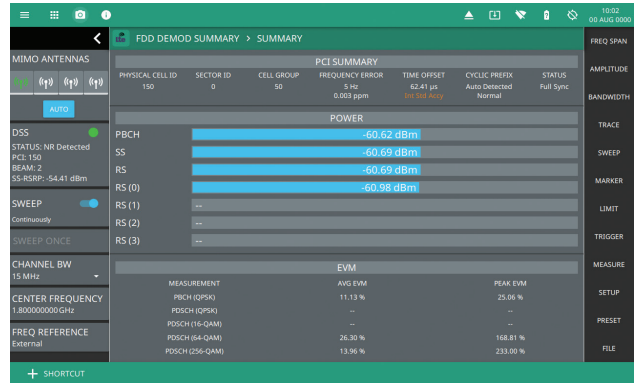 10:02
00 AUG 0000
FDD DEMOD SUMMARY > SUMMARY
MIMO ANTENNAS
AUTO
DSS
STATUS: NR Detected
PCI: 150
BEAM: 2
SS-RSRP: -54.41 dBm
SWEEP
Continuously
SWEEP ONCE
CHANNEL BW
15 MHz
CENTER FREQUENCY
1.800000000 GHz
FREQ REFERENCE
External
PCI SUMMARY
PHYSICAL CELL ID SECTOR ID CELL GROUP FREQUENCY ERROR TIME OFFSET CYCLIC PREFIX STATUS
150 0 50 5 Hz 62.41 µs Auto Detected Full Sync
0.003 ppm Int Std Accy Normal
POWER
PBCH -60.62 dBm
SS -60.69 dBm
RS -60.69 dBm
RS (0) -60.98 dBm
RS (1) --
RS (2) --
RS (3) --
EVM
MEASUREMENT AVG EVM PEAK EVM
PBCH (QPSK) 11.13 % 25.06 %
PDSCH (QPSK) -- --
PDSCH (16-QAM) -- --
PDSCH (64-QAM) 26.30 % 168.81 %
PDSCH (256-QAM) 13.96 % 233.00 %
FREQ SPAN
AMPLITUDE
BANDWIDTH
TRACE
SWEEP
MARKER
LIMIT
TRIGGER
MEASURE
SETUP
PRESET
FILE
+ SHORTCUT